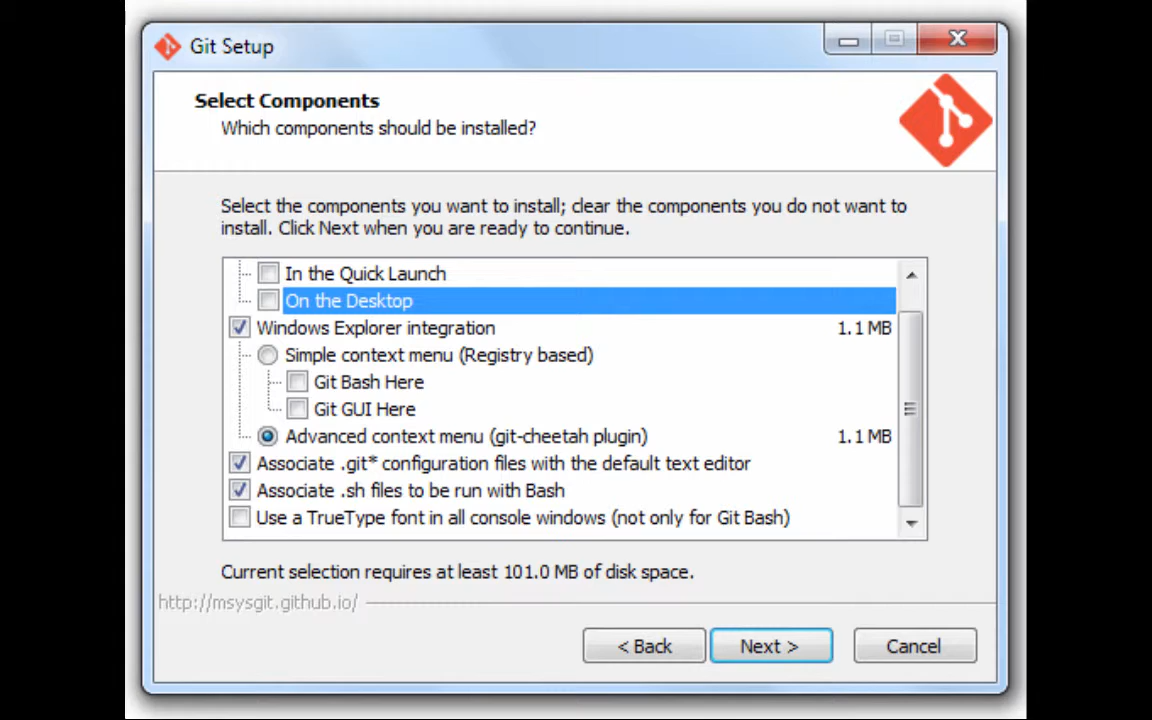 Git Setup
Select Components
Which components should be installed?
Select the components you want to install; clear the components you do not want to
install. Click Next when you are ready to continue.
In the Quick Launch
On the Desktop
Windows Explorer integration 1.1 MB
Simple context menu (Registry based)
Git Bash Here
Git GUI Here
Advanced context menu (git-cheetah plugin) 1.1 MB
Associate .git* configuration files with the default text editor
Associate .sh files to be run with Bash
Use a TrueType font in all console windows (not only for Git Bash)
Current selection requires at least 101.0 MB of disk space.
http://msysgit.github.io/
< Back Next > Cancel